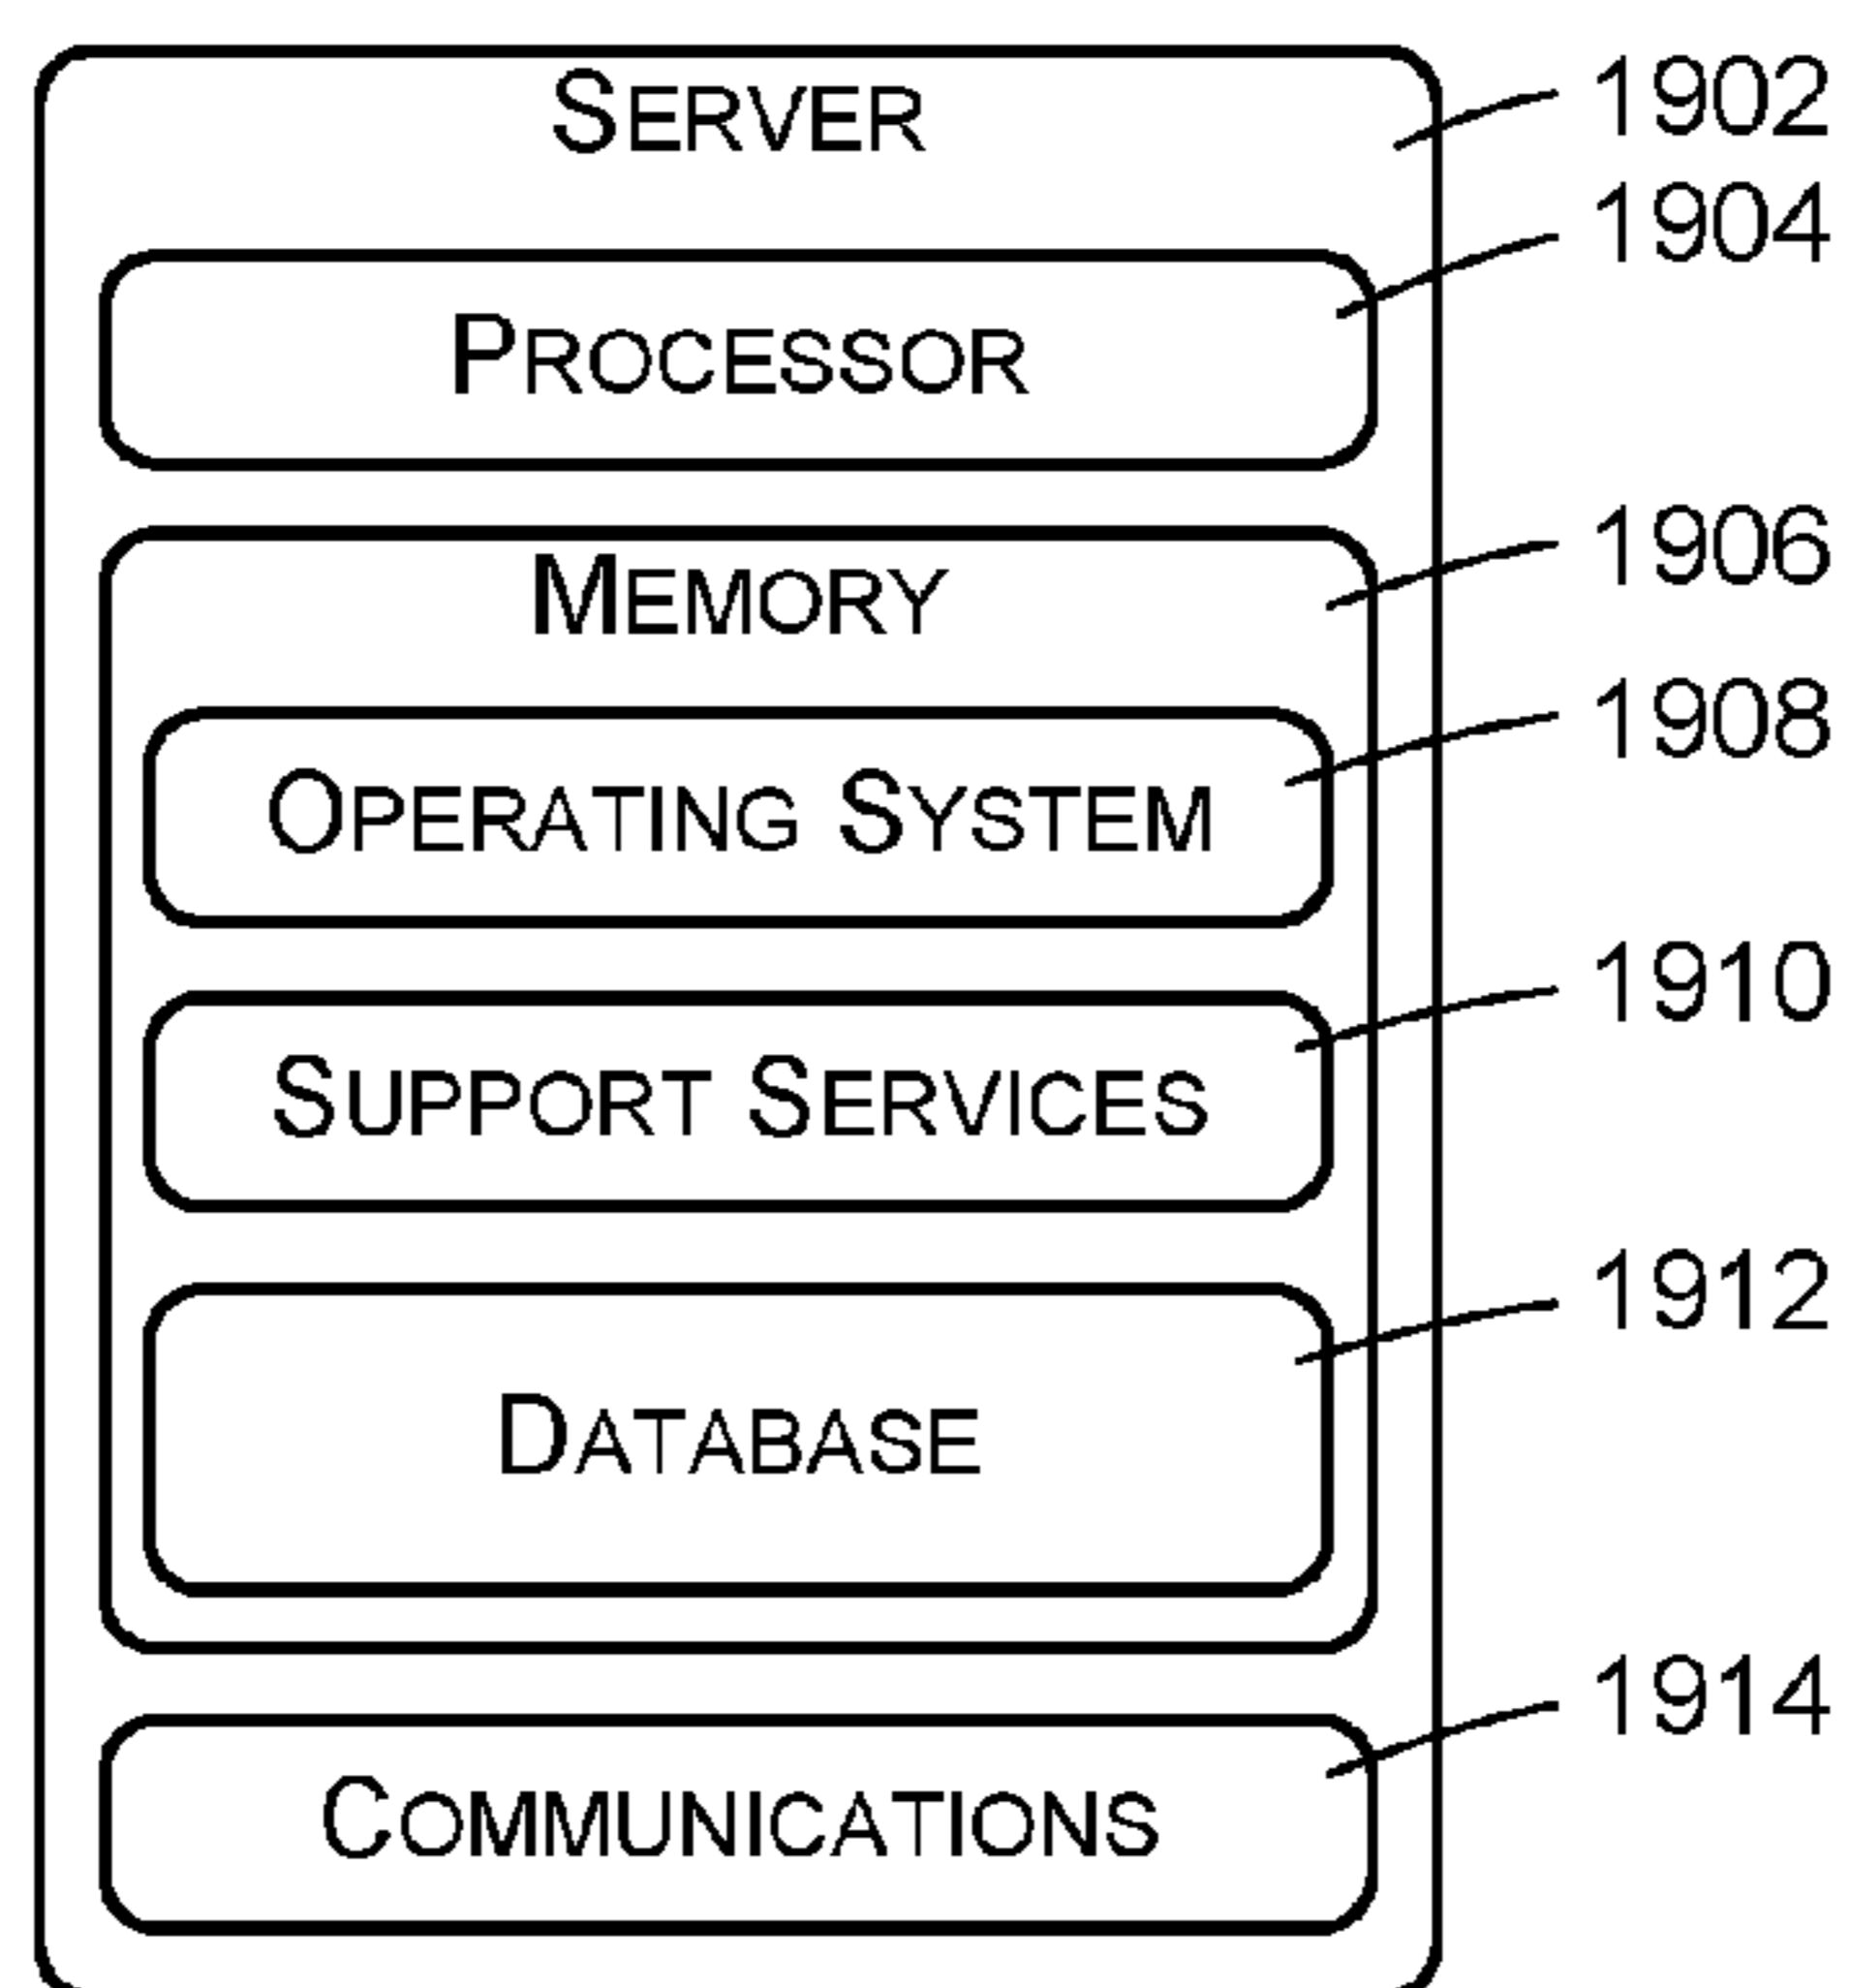 SERVER
1902
1904
PROCESSOR
1906
MEMORY
1908
OPERATING SYSTEM
1910
SUPPORT SERVICES
1912
DATABASE
1914
COMMUNICATIONS